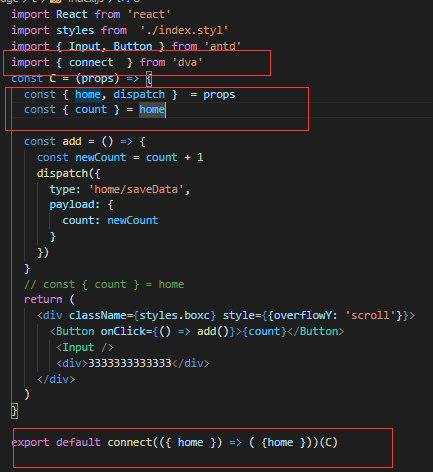 import React from 'react'
import styles from './index.styl'
import { Input, Button } from 'antd'
import { connect } from 'dva'
const C = (props) => {
const { home, dispatch } = props
const { count } = home
const add = () => {
const newCount = count + 1
dispatch({
type: 'home/saveData',
payload: {
count: newCount
}
})
}
// const { count } = home
return (
<div className={styles.boxc} style={{overflowY: 'scroll'}}>
<Button onClick={() => add()}>{count}</Button>
<Input />
<div>3333333333333</div>
</div>
)
}
export default connect(({ home }) => ( {home }))(C)